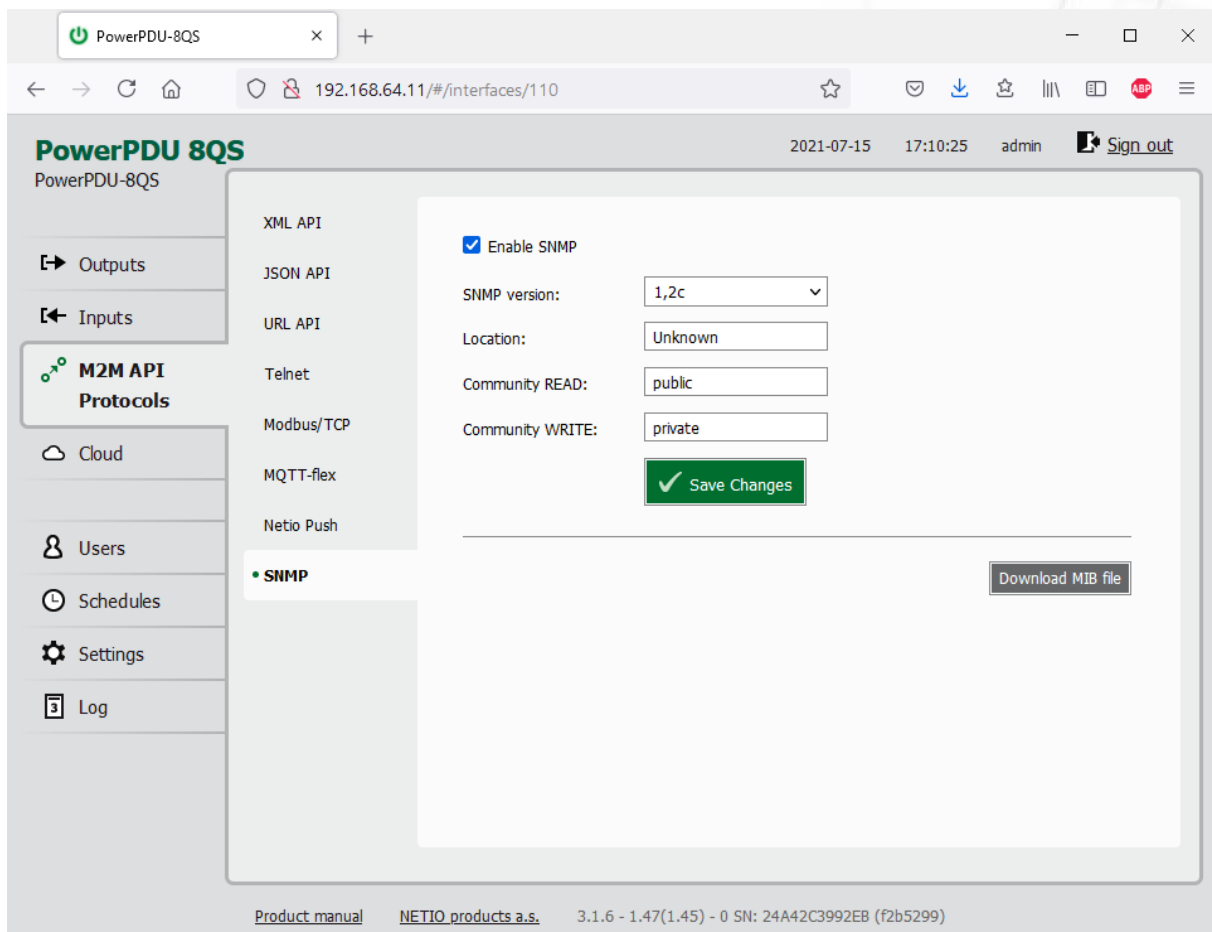 PowerPDU-8QS
192.168.64.11/#/interfaces/110
ABP
PowerPDU 8QS
PowerPDU-8QS
2021-07-15 17:10:25 admin Sign out
Outputs
Inputs
M2M API
Protocols
Cloud
Users
Schedules
Settings
3 Log
XML API
JSON API
URL API
Telnet
Modbus/TCP
MQTT-flex
Netio Push
• SNMP
Enable SNMP
SNMP version: 1,2c
Location: Unknown
Community READ: public
Community WRITE: private
Save Changes
Download MIB file
Product manual NETIO products a.s. 3.1.6 - 1.47(1.45) - 0 SN: 24A42C3992EB (f2b5299)